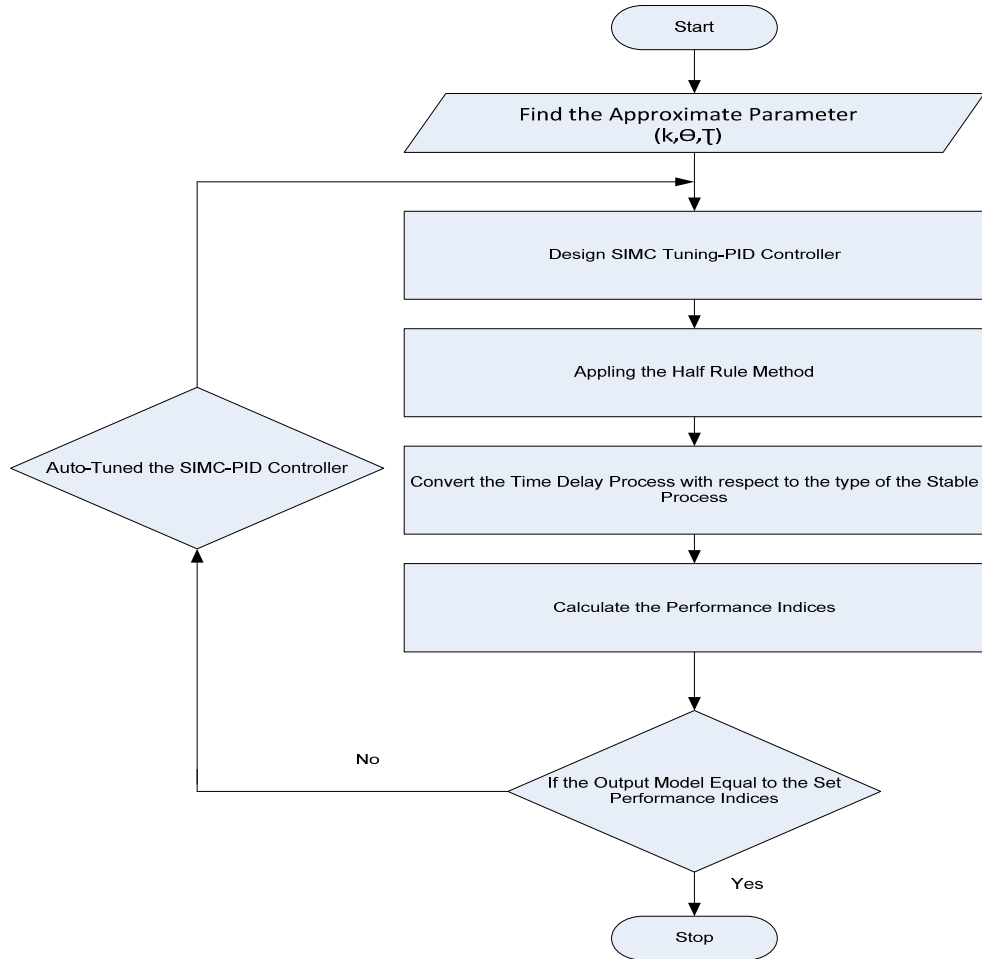 Start
Find the Approximate Parameter
(k,Ө,Ʈ)
Design SIMC Tuning-PID Controller
Appling the Half Rule Method
Auto-Tuned the SIMC-PID Controller
Convert the Time Delay Process with respect to the type of the Stable
Process
Calculate the Performance Indices
No
If the Output Model Equal to the Set
Performance Indices
Yes
Stop